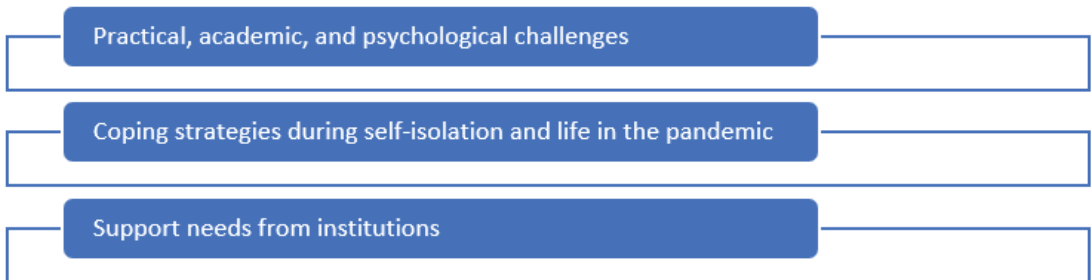 Practical, academic, and psychological challenges
Coping strategies during self-isolation and life in the pandemic
Support needs from institutions